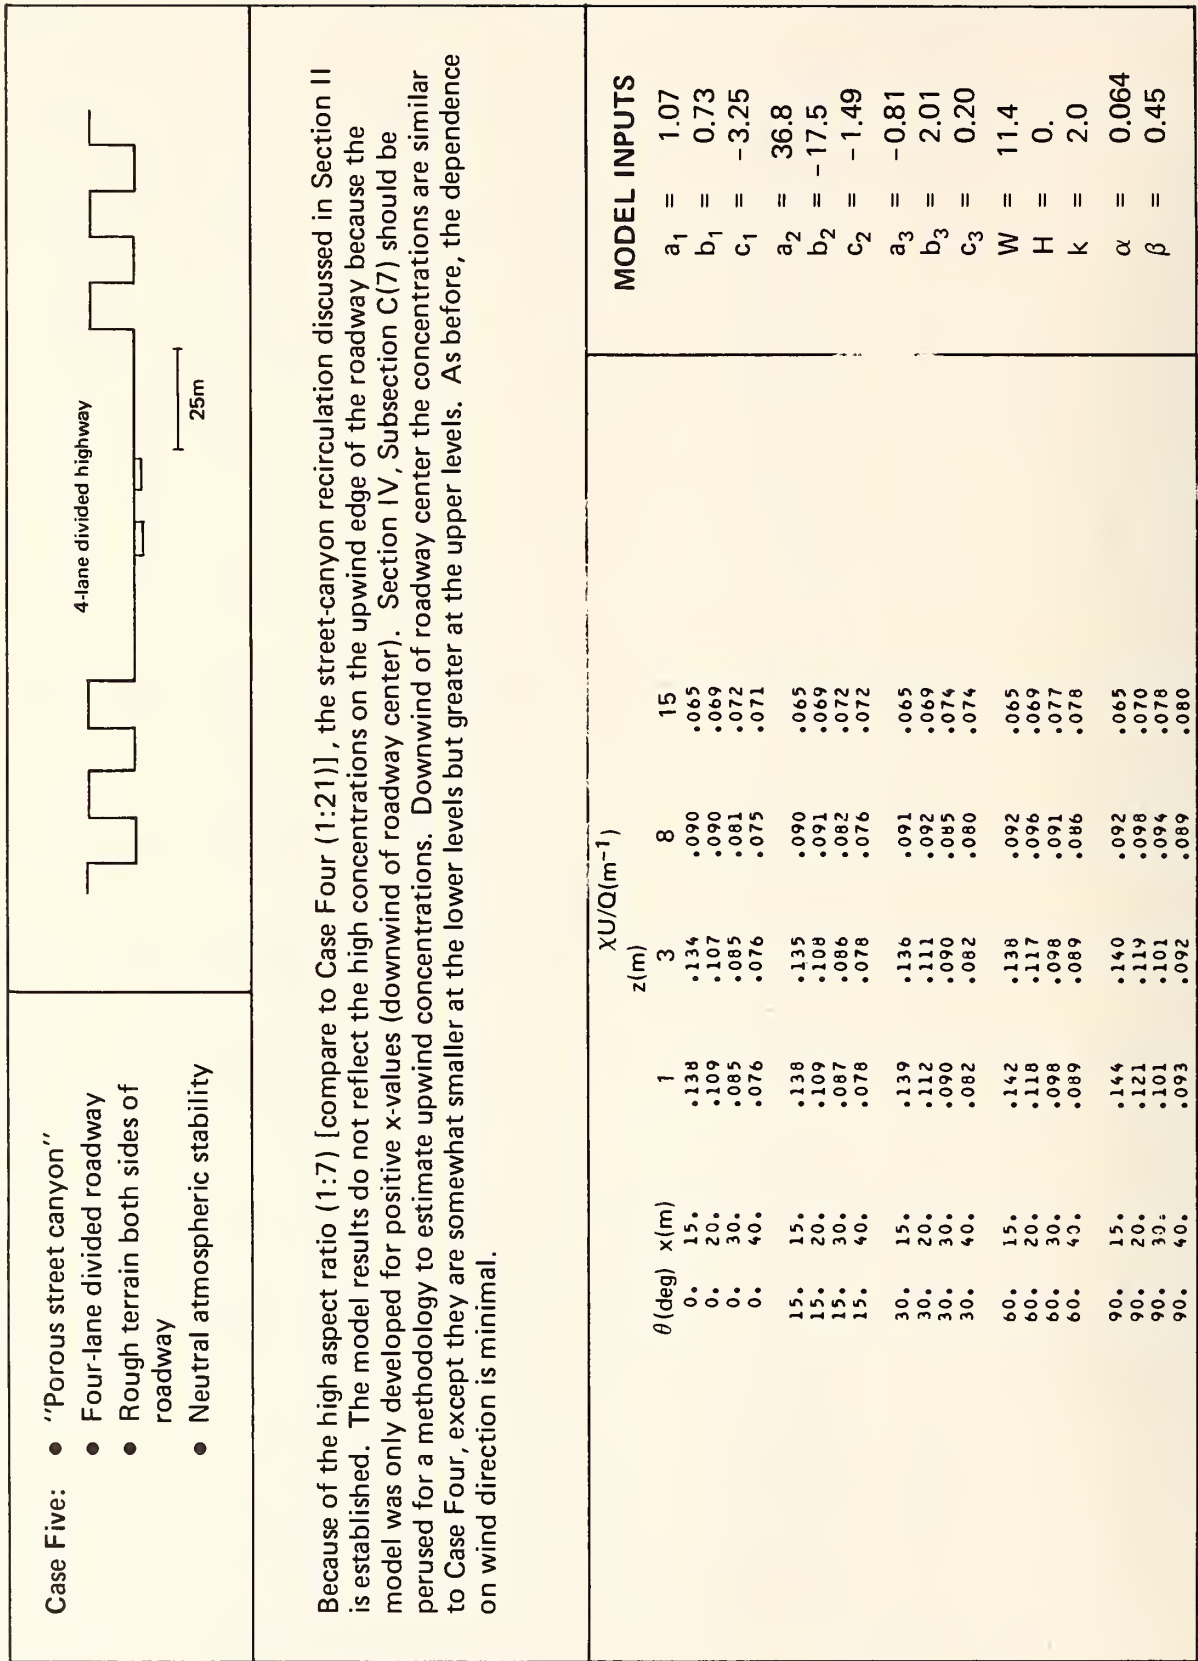 Case Five: • "Porous street canyon"
• Four-lane divided roadway
• Rough terrain both sides of
roadway
• Neutral atmospheric stability
4-lane divided highway
25m
Because of the high aspect ratio (1:7) [compare to Case Four (1:21)], the street-canyon recirculation discussed in Section II
is established. The model results do not reflect the high concentrations on the upwind edge of the roadway because the
model was only developed for positive x-values (downwind of roadway center). Section IV, Subsection C(7) should be
perused for a methodology to estimate upwind concentrations. Downwind of roadway center the concentrations are similar
to Case Four, except they are somewhat smaller at the lower levels but greater at the upper levels. As before, the dependence
on wind direction is minimal.
χU/Q(m⁻¹)
z(m)
θ(deg) x(m) 1 3 8 15
0. 15. .138 .134 .090 .065
0. 20. .109 .107 .090 .069
0. 30. .085 .085 .081 .072
0. 40. .076 .076 .075 .071
15. 15. .138 .135 .090 .065
15. 20. .109 .108 .091 .069
15. 30. .087 .086 .082 .072
15. 40. .078 .078 .076 .072
30. 15. .139 .136 .091 .065
30. 20. .112 .111 .092 .069
30. 30. .090 .090 .085 .074
30. 40. .082 .082 .080 .074
60. 15. .142 .138 .092 .065
60. 20. .118 .117 .096 .069
60. 30. .098 .098 .091 .077
60. 40. .089 .089 .086 .078
90. 15. .144 .140 .092 .065
90. 20. .121 .119 .098 .070
90. 30. .101 .101 .094 .078
90. 40. .093 .092 .089 .080
MODEL INPUTS
a₁ = 1.07
b₁ = 0.73
c₁ = -3.25
a₂ = 36.8
b₂ = -17.5
c₂ = -1.49
a₃ = -0.81
b₃ = 2.01
c₃ = 0.20
W = 11.4
H = 0.
k = 2.0
α = 0.064
β = 0.45